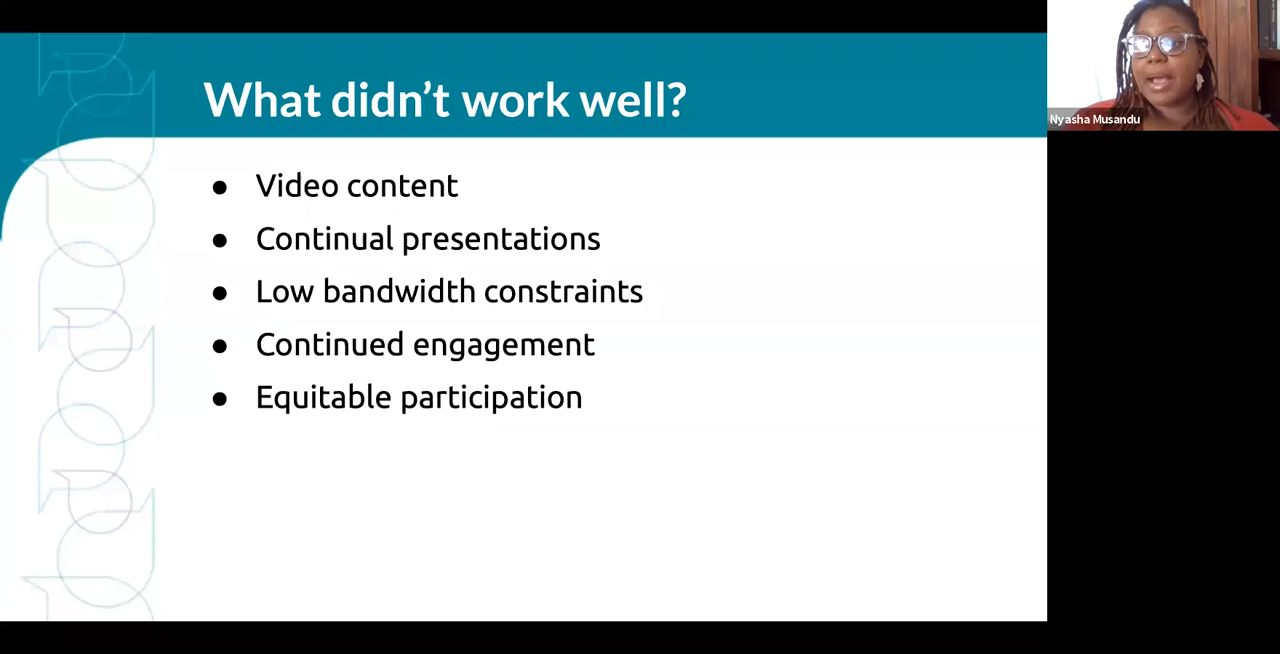 What didn't work well?
● Video content
● Continual presentations
● Low bandwidth constraints
● Continued engagement
● Equitable participation
Nyasha Musandu